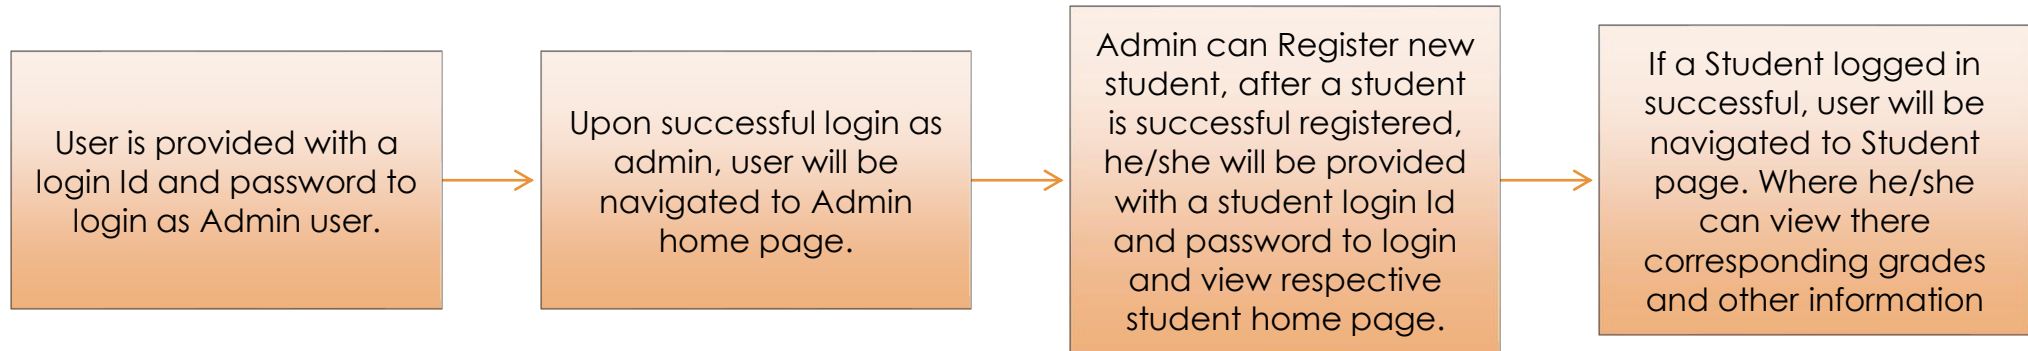 User is provided with a
login Id and password to
login as Admin user.
Upon successful login as
admin, user will be
navigated to Admin
home page.
Admin can Register new
student, after a student
is successful registered,
he/she will be provided
with a student login Id
and password to login
and view respective
student home page.
If a Student logged in
successful, user will be
navigated to Student
page. Where he/she
can view there
corresponding grades
and other information